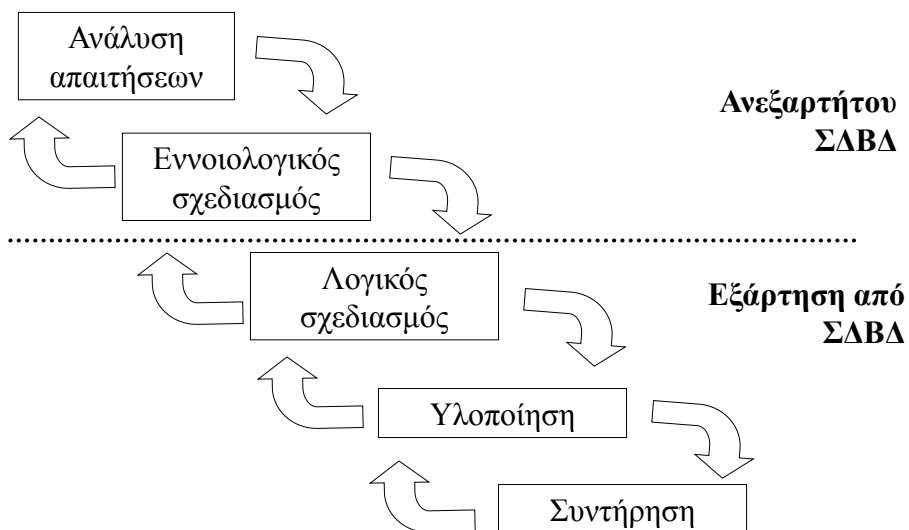 Ανάλυση
απαιτήσεων
Ανεξαρτήτου
ΣΔΒΔ
Εννοιολογικός
σχεδιασμός
Λογικός
σχεδιασμός
Εξάρτηση από
ΣΔΒΔ
Υλοποίηση
Συντήρηση